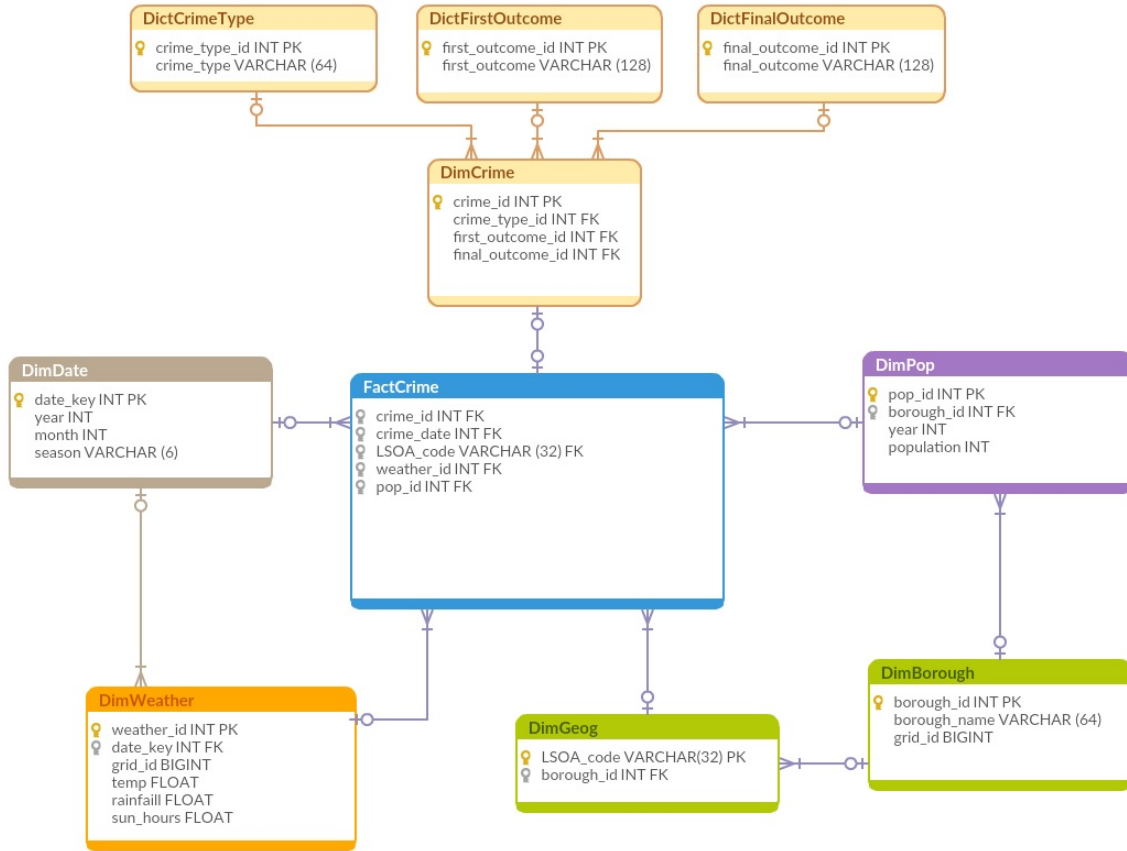 DictCrimeType
crime_type_id INT PK
crime_type VARCHAR (64)
DictFirstOutcome
first_outcome_id INT PK
first_outcome VARCHAR (128)
DictFinalOutcome
final_outcome_id INT PK
final_outcome VARCHAR (128)
DimCrime
crime_id INT PK
crime_type_id INT FK
first_outcome_id INT FK
final_outcome_id INT FK
DimDate
date_key INT PK
year INT
month INT
season VARCHAR (6)
FactCrime
crime_id INT FK
crime_date INT FK
LSOA_code VARCHAR (32) FK
weather_id INT FK
pop_id INT FK
DimPop
pop_id INT PK
borough_id INT FK
year INT
population INT
DimWeather
weather_id INT PK
date_key INT FK
grid_id BIGINT
temp FLOAT
rainfaill FLOAT
sun_hours FLOAT
DimGeog
LSOA_code VARCHAR(32) PK
borough_id INT FK
DimBorough
borough_id INT PK
borough_name VARCHAR (64)
grid_id BIGINT